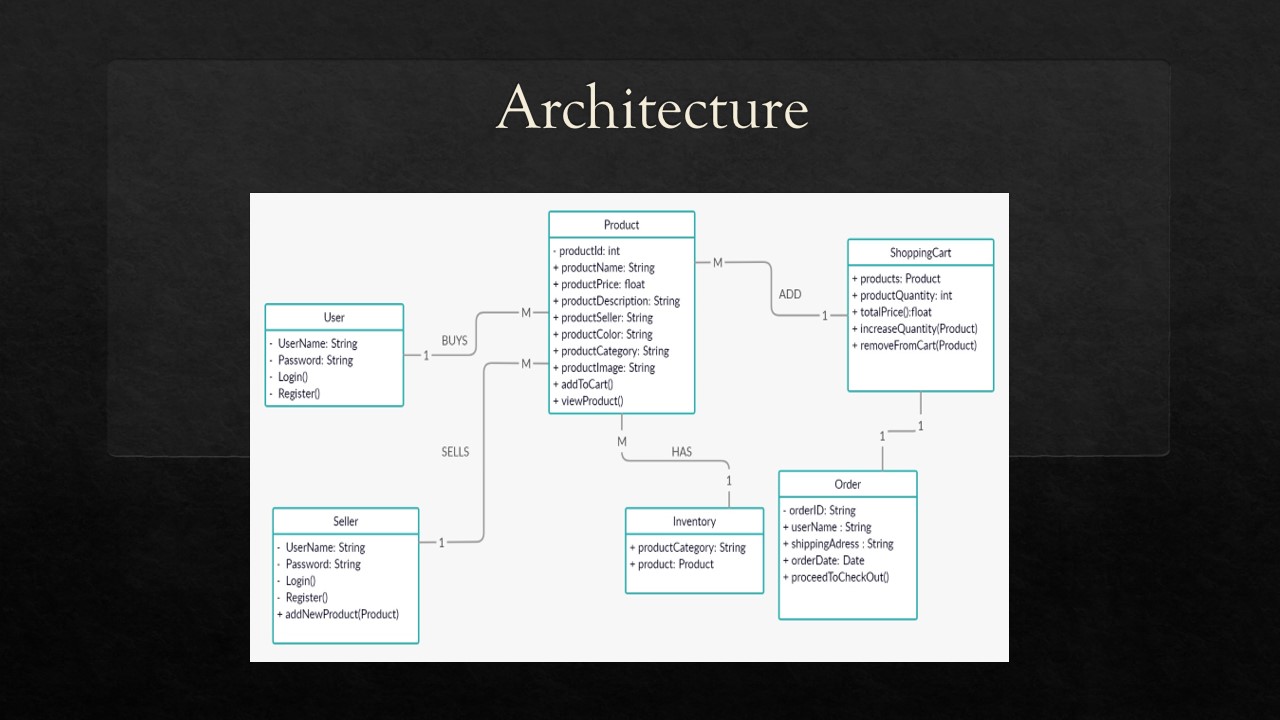 Architecture
Product
- productId: int
+ productName: String
+ productPrice: float
+ productDescription: String
+ productSeller: String
+ productColor: String
+ productCategory: String
+ productImage: String
+ addToCart()
+ viewProduct()
ShoppingCart
+ products: Product
+ productQuantity: int
+ totalPrice():float
+ increaseQuantity(Product)
+ removeFromCart(Product)
M
ADD
1
User
- UserName: String
- Password: String
- Login()
- Register()
1
BUYS
M
M
SELLS
1
M
HAS
1
1
1
Seller
- UserName: String
- Password: String
- Login()
- Register()
+ addNewProduct(Product)
Inventory
+ productCategory: String
+ product: Product
Order
- orderID: String
+ userName : String
+ shippingAdress : String
+ orderDate: Date
+ proceedToCheckOut()